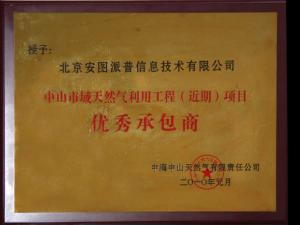 授予：
北京安图派普信息技术有限公司
中山市域天然气利用工程（近期）项目
优秀承包商
中海中山天然气有限责任公司
二〇一〇年元月